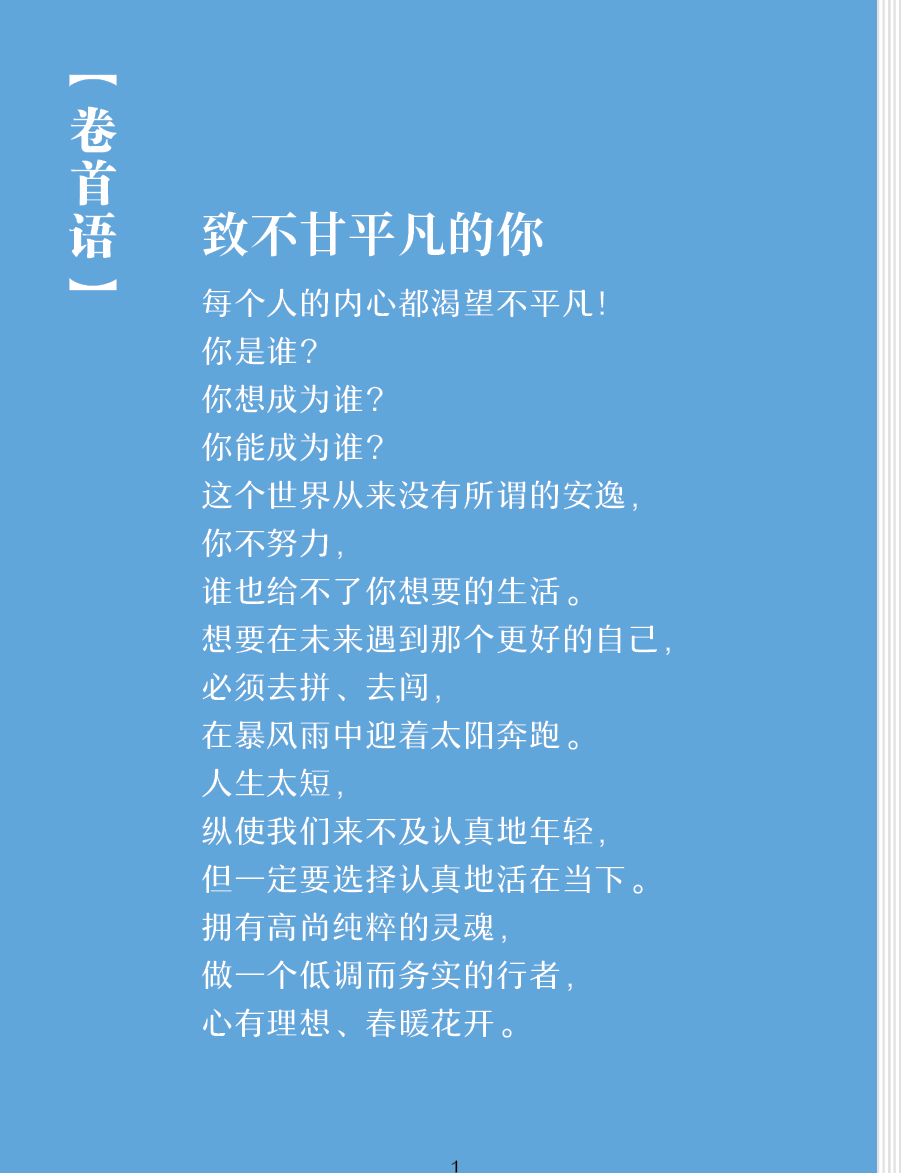 【卷首语】
致不甘平凡的你
每个人的内心都渴望不平凡！
你是谁？
你想成为谁？
你能成为谁？
这个世界从来没有所谓的安逸，
你不努力，
谁也给不了你想要的生活。
想要在未来遇到那个更好的自己，
必须去拼、去闯，
在暴风雨中迎着太阳奔跑。
人生太短，
纵使我们来不及认真地年轻，
但一定要选择认真地活在当下。
拥有高尚纯粹的灵魂，
做一个低调而务实的行者，
心有理想、春暖花开。
1